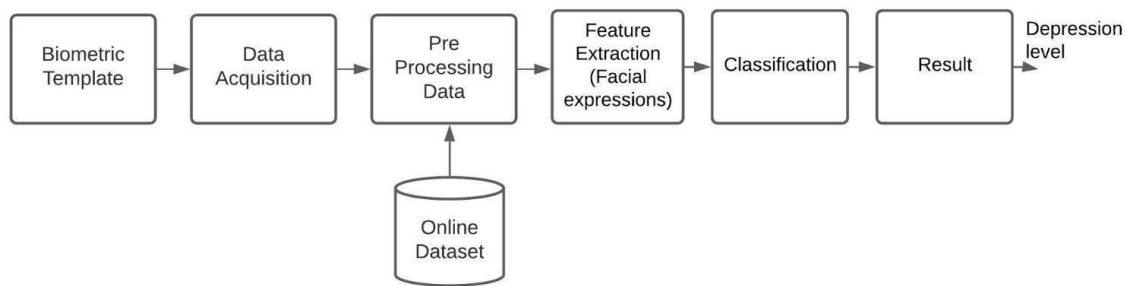 Biometric
Template
Data
Acquisition
Pre
Processing
Data
Feature
Extraction
(Facial
expressions)
Classification
Result
Depression
level
Online
Dataset